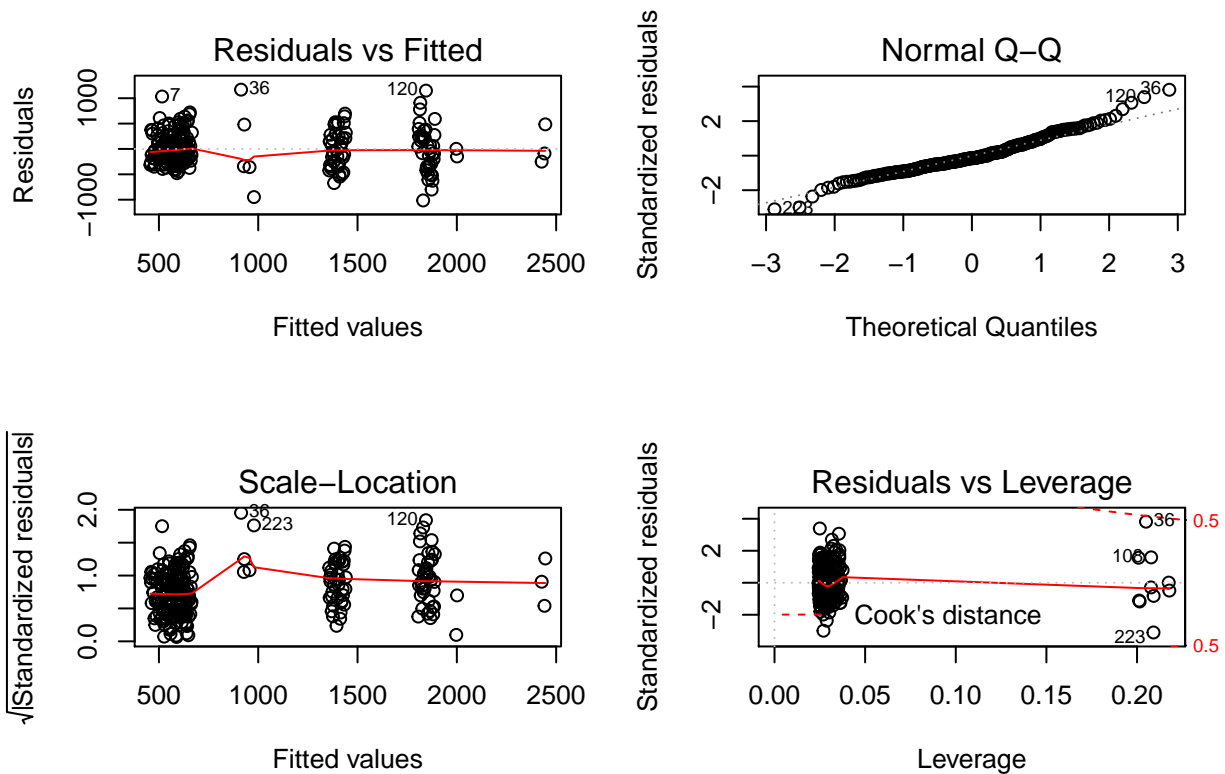 Residuals vs Fitted
Residuals
1000
−1000
7
36
120
500 1000 1500 2000 2500
Fitted values
Normal Q−Q
Standardized residuals
2
−2
120
36
223
−3 −2 −1 0 1 2 3
Theoretical Quantiles
Scale−Location
√|Standardized residuals|
2.0
1.0
0.0
36
223
120
500 1000 1500 2000 2500
Fitted values
Residuals vs Leverage
Standardized residuals
2
−2
36
0.5
Cook's distance
223
0.5
0.00 0.05 0.10 0.15 0.20
Leverage